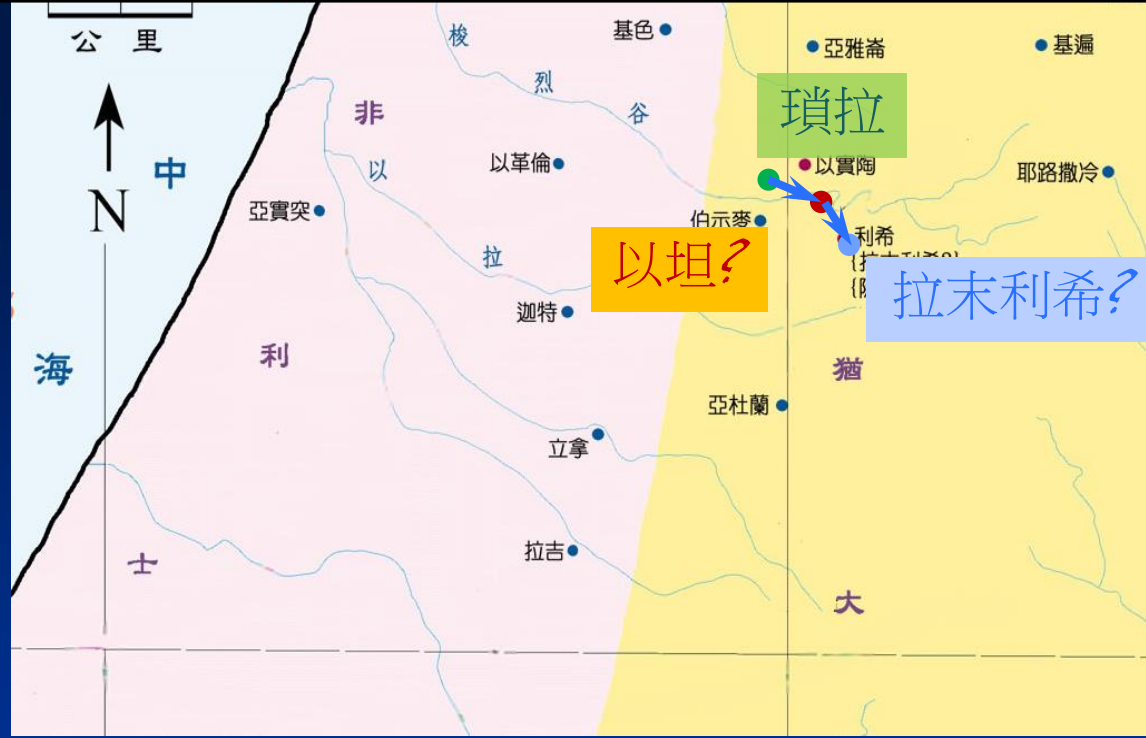 公里
基色
梭烈谷
亞雅崙
基遍
瑣拉
非利士
以革倫
以實陶
耶路撒冷
中海
N
以拉
亞實突
伯示麥
利希
以坦?
拉末利希?
迦特
猶大
亞杜蘭
立拿
拉吉